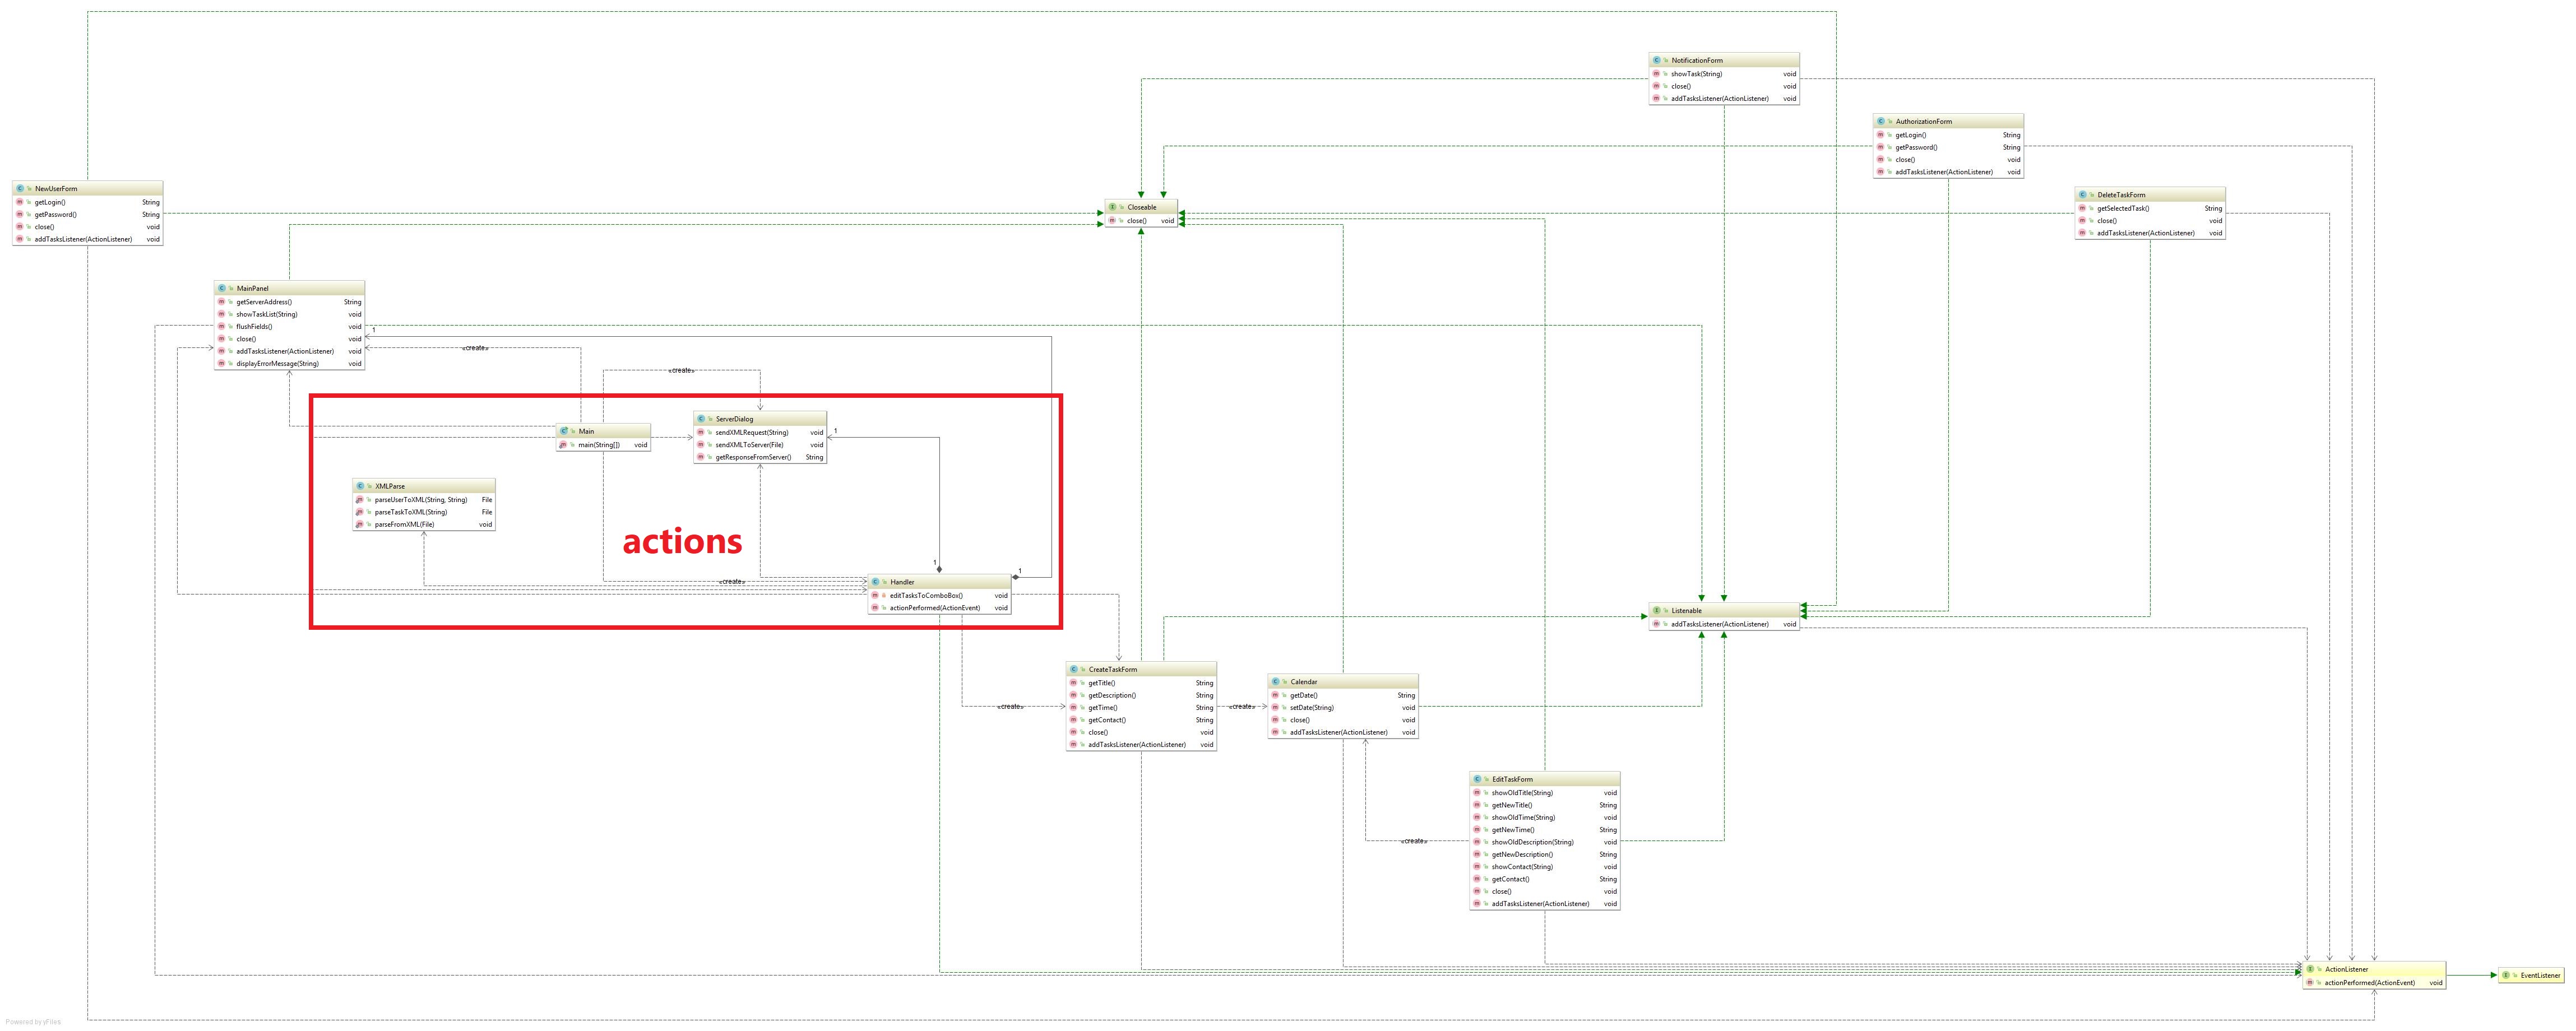 NotificationForm
showTask(String) void
close() void
addTasksListener(ActionListener) void
AuthorizationForm
getLogin() String
getPassword() String
close() void
addTasksListener(ActionListener) void
NewUserForm
getLogin() String
getPassword() String
close() void
addTasksListener(ActionListener) void
DeleteTaskForm
getSelectedTask() String
close() void
addTasksListener(ActionListener) void
Closeable
close() void
MainPanel
getServerAddress() String
showTaskList(String) void
flushFields() void
close() void
addTasksListener(ActionListener) void
displayErrorMessage(String) void
1
«create»
«create»
Main
main(String[]) void
ServerDialog
sendXMLRequest(String) void
sendXMLToServer(File) void
getResponseFromServer() String
1
XMLParse
parseUserToXML(String, String) File
parseTaskToXML(String) File
parseFromXML(File) void
actions
1
1
«create»
Handler
editTasksToComboBox() void
actionPerformed(ActionEvent) void
Listenable
addTasksListener(ActionListener) void
CreateTaskForm
getTitle() String
getDescription() String
getTime() String
getContact() String
close() void
addTasksListener(ActionListener) void
«create»
«create»
Calendar
getDate() String
setDate(String) void
close() void
addTasksListener(ActionListener) void
EditTaskForm
showOldTitle(String) void
getNewTitle() String
showOldTime(String) void
getNewTime() String
showOldDescription(String) void
getNewDescription() String
showContact(String) void
getContact() String
close() void
addTasksListener(ActionListener) void
«create»
ActionListener
actionPerformed(ActionEvent) void
EventListener
Powered by yFiles